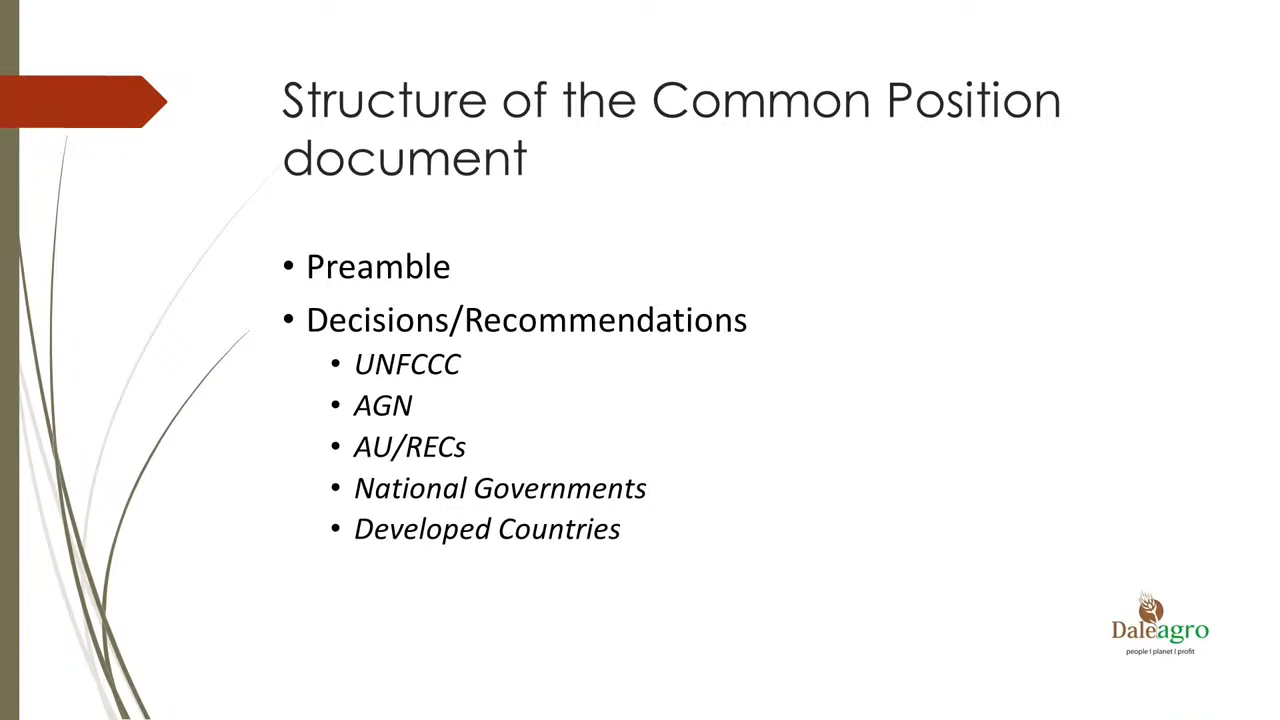 Structure of the Common Position
document
• Preamble
• Decisions/Recommendations
• UNFCCC
• AGN
• AU/RECs
• National Governments
• Developed Countries
Daleagro
people | planet | profit